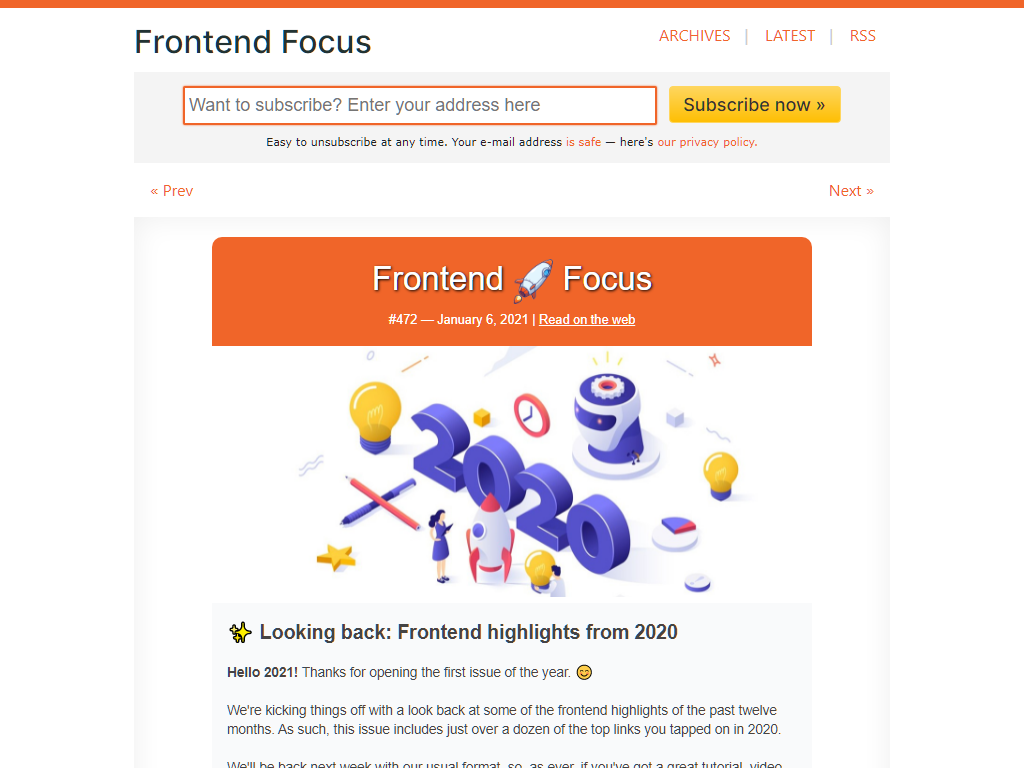 Frontend Focus
ARCHIVES | LATEST | RSS
Want to subscribe? Enter your address here
Subscribe now »
Easy to unsubscribe at any time. Your e-mail address is safe — here's our privacy policy.
« Prev
Next »
Frontend 🚀 Focus
#472 — January 6, 2021 | Read on the web
2020
✨ Looking back: Frontend highlights from 2020
Hello 2021! Thanks for opening the first issue of the year. 😊
We're kicking things off with a look back at some of the frontend highlights of the past twelve
months. As such, this issue includes just over a dozen of the top links you tapped on in 2020.
We'll be back next week with our usual format, so, as ever, if you've got a great tutorial, video,